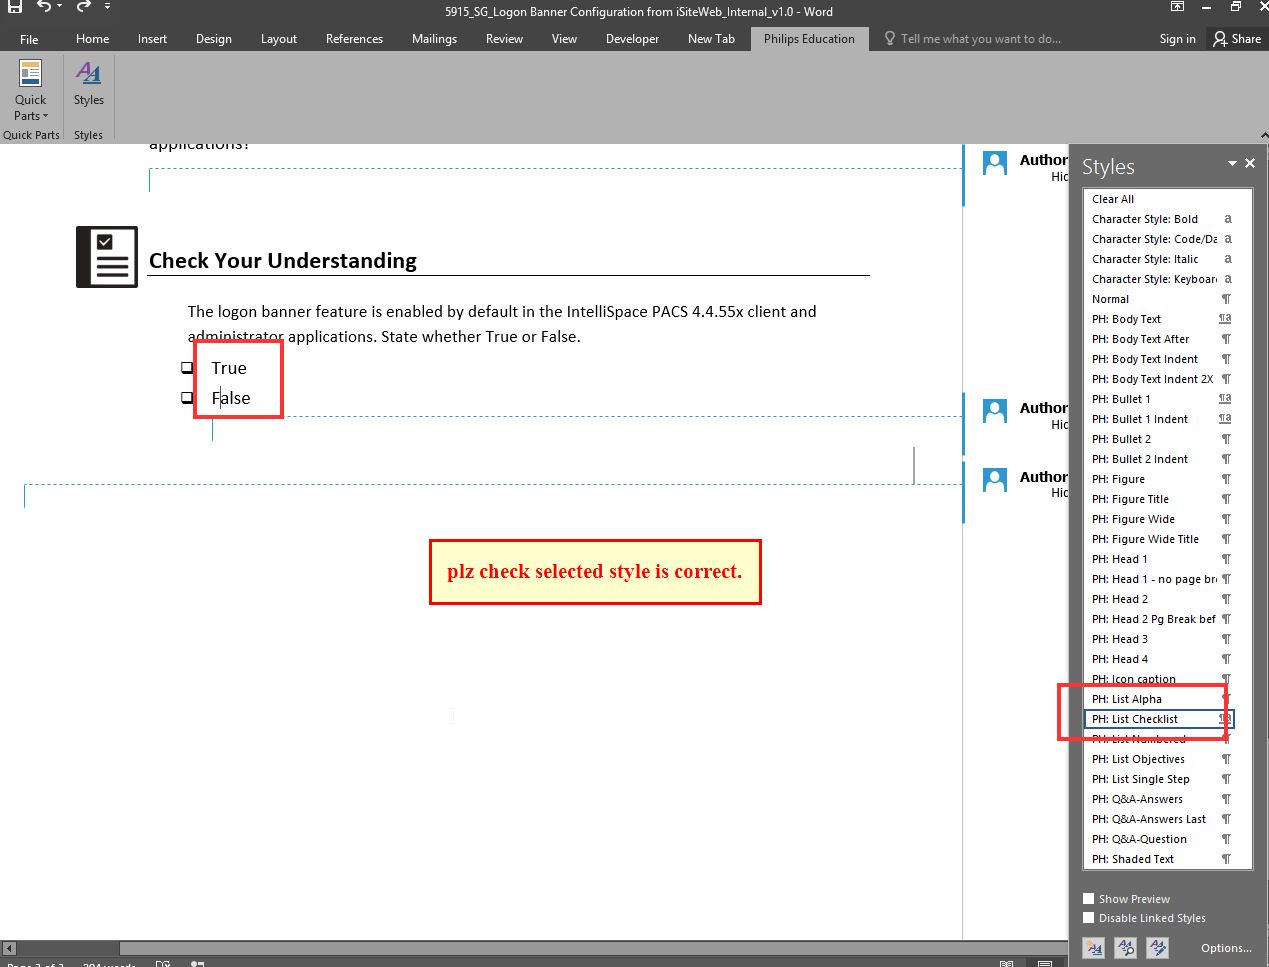 5915_SG_Logon Banner Configuration from iSiteWeb_Internal_v1.0 - Word
File Home Insert Design Layout References Mailings Review View Developer New Tab Philips Education Tell me what you want to do... Sign in Share
Quick Parts
Styles
Quick Parts
Styles
applications?
Author
Hid
Check Your Understanding
The logon banner feature is enabled by default in the IntelliSpace PACS 4.4.55x client and
administrator applications. State whether True or False.
True
False
Author
Hid
Author
Hid
plz check selected style is correct.
Styles
Clear All
Character Style: Bold a
Character Style: Code/Da a
Character Style: Italic a
Character Style: Keyboar a
Normal ¶
PH: Body Text ¶a
PH: Body Text After ¶
PH: Body Text Indent ¶
PH: Body Text Indent 2X ¶
PH: Bullet 1 ¶a
PH: Bullet 1 Indent ¶a
PH: Bullet 2 ¶
PH: Bullet 2 Indent ¶
PH: Figure ¶
PH: Figure Title ¶
PH: Figure Wide ¶
PH: Figure Wide Title ¶
PH: Head 1 ¶
PH: Head 1 - no page bre ¶
PH: Head 2 ¶
PH: Head 2 Pg Break bef ¶
PH: Head 3 ¶
PH: Head 4 ¶
PH: Icon caption ¶
PH: List Alpha ¶
PH: List Checklist ¶a
PH: List Numbered ¶
PH: List Objectives ¶
PH: List Single Step ¶
PH: Q&A-Answers ¶
PH: Q&A-Answers Last ¶
PH: Q&A-Question ¶
PH: Shaded Text ¶
Show Preview
Disable Linked Styles
Options...